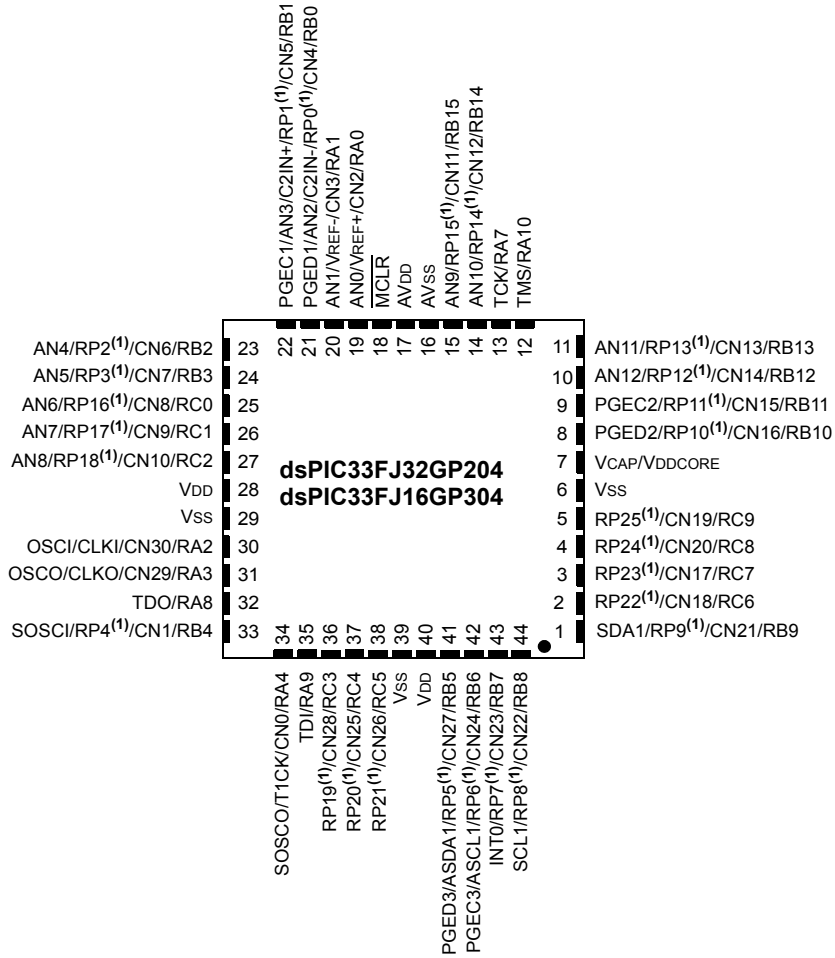 PGEC1/AN3/C2IN+/RP1(1)/CN5/RB1
PGED1/AN2/C2IN-/RP0(1)/CN4/RB0
AN1/VREF-/CN3/RA1
AN0/VREF+/CN2/RA0
MCLR
AVDD
AVSS
AN9/RP15(1)/CN11/RB15
AN10/RP14(1)/CN12/RB14
TCK/RA7
TMS/RA10
22
21
20
19
18
17
16
15
14
13
12
AN4/RP2(1)/CN6/RB2 23
AN5/RP3(1)/CN7/RB3 24
AN6/RP16(1)/CN8/RC0 25
AN7/RP17(1)/CN9/RC1 26
AN8/RP18(1)/CN10/RC2 27
VDD 28
VSS 29
OSCI/CLKI/CN30/RA2 30
OSCO/CLKO/CN29/RA3 31
TDO/RA8 32
SOSCI/RP4(1)/CN1/RB4 33
dsPIC33FJ32GP204
dsPIC33FJ16GP304
11 AN11/RP13(1)/CN13/RB13
10 AN12/RP12(1)/CN14/RB12
9 PGEC2/RP11(1)/CN15/RB11
8 PGED2/RP10(1)/CN16/RB10
7 VCAP/VDDCORE
6 VSS
5 RP25(1)/CN19/RC9
4 RP24(1)/CN20/RC8
3 RP23(1)/CN17/RC7
2 RP22(1)/CN18/RC6
1 SDA1/RP9(1)/CN21/RB9
34
35
36
37
38
39
40
41
42
43
44
SOSCO/T1CK/CN0/RA4
TDI/RA9
RP19(1)/CN28/RC3
RP20(1)/CN25/RC4
RP21(1)/CN26/RC5
VSS
VDD
PGED3/ASDA1/RP5(1)/CN27/RB5
PGEC3/ASCL1/RP6(1)/CN24/RB6
INT0/RP7(1)/CN23/RB7
SCL1/RP8(1)/CN22/RB8